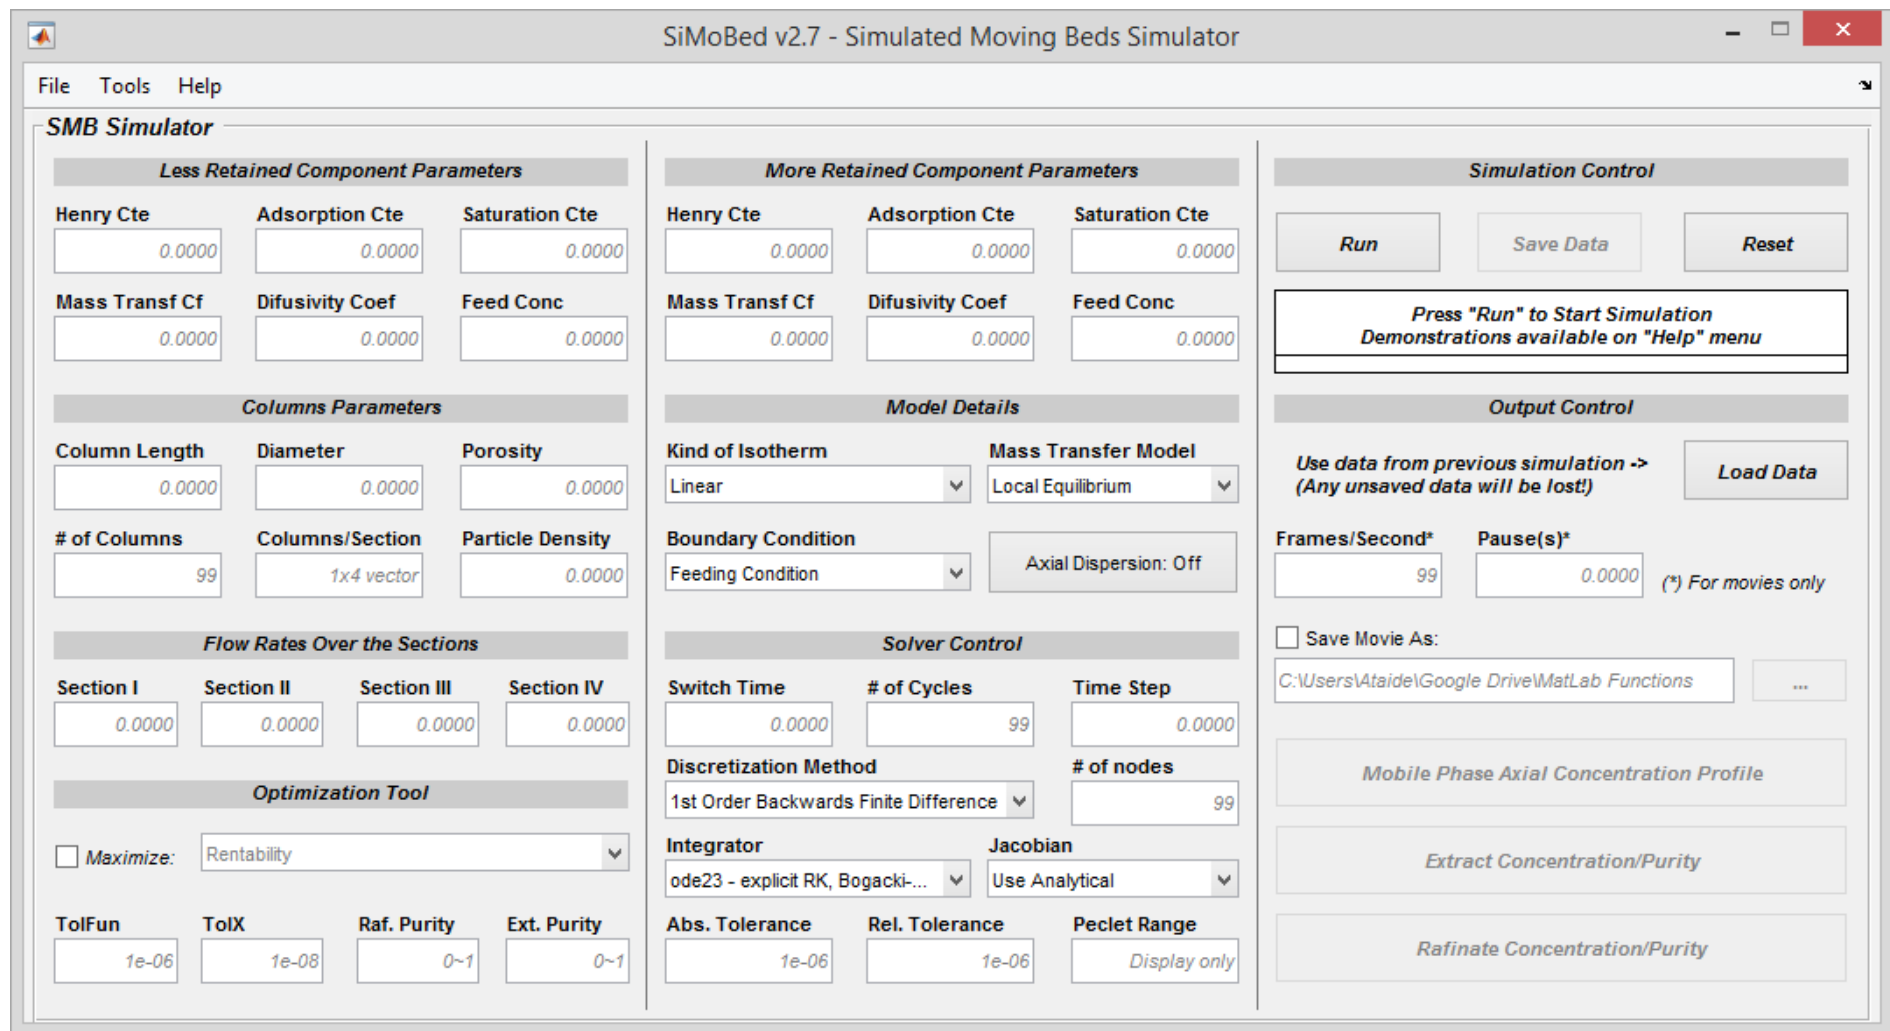 SiMoBed v2.7 - Simulated Moving Beds Simulator
File Tools Help
SMB Simulator
Less Retained Component Parameters
Henry Cte Adsorption Cte Saturation Cte
0.0000 0.0000 0.0000
Mass Transf Cf Difusivity Coef Feed Conc
0.0000 0.0000 0.0000
Columns Parameters
Column Length Diameter Porosity
0.0000 0.0000 0.0000
# of Columns Columns/Section Particle Density
99 1x4 vector 0.0000
Flow Rates Over the Sections
Section I Section II Section III Section IV
0.0000 0.0000 0.0000 0.0000
Optimization Tool
Maximize: Rentability
TolFun TolX Raf. Purity Ext. Purity
1e-06 1e-08 0~1 0~1
More Retained Component Parameters
Henry Cte Adsorption Cte Saturation Cte
0.0000 0.0000 0.0000
Mass Transf Cf Difusivity Coef Feed Conc
0.0000 0.0000 0.0000
Model Details
Kind of Isotherm Mass Transfer Model
Linear Local Equilibrium
Boundary Condition
Feeding Condition Axial Dispersion: Off
Solver Control
Switch Time # of Cycles Time Step
0.0000 99 0.0000
Discretization Method # of nodes
1st Order Backwards Finite Difference 99
Integrator Jacobian
ode23 - explicit RK, Bogacki-... Use Analytical
Abs. Tolerance Rel. Tolerance Peclet Range
1e-06 1e-06 Display only
Simulation Control
Run Save Data Reset
Press "Run" to Start Simulation
Demonstrations available on "Help" menu
Output Control
Use data from previous simulation ->
(Any unsaved data will be lost!)
Load Data
Frames/Second* Pause(s)*
99 0.0000 (*) For movies only
Save Movie As:
C:\Users\Ataide\Google Drive\MatLab Functions ...
Mobile Phase Axial Concentration Profile
Extract Concentration/Purity
Rafinate Concentration/Purity